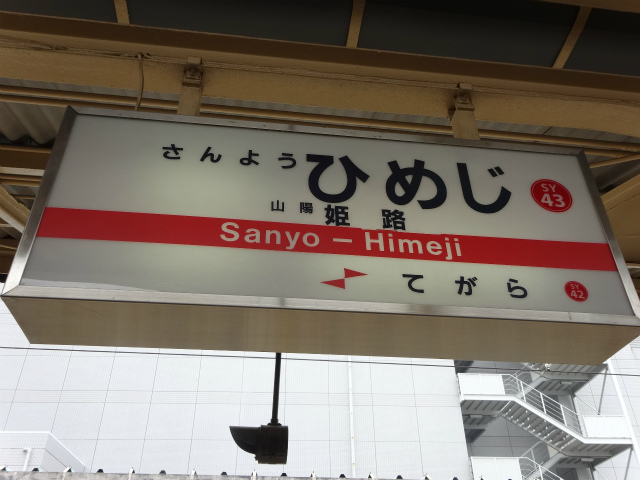 さんよう ひめじ SY 43
山陽 姫路
Sanyo – Himeji
てがら SY 42